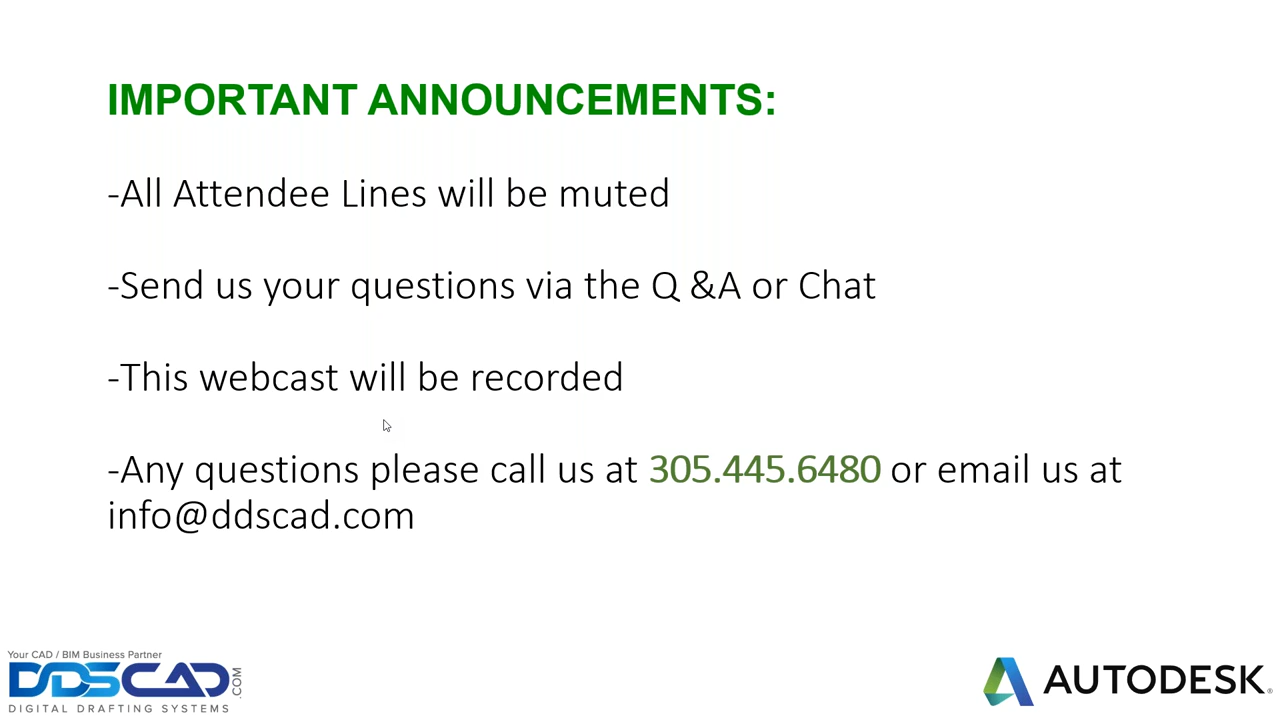 IMPORTANT ANNOUNCEMENTS:
-All Attendee Lines will be muted
-Send us your questions via the Q &A or Chat
-This webcast will be recorded
-Any questions please call us at 305.445.6480 or email us at
info@ddscad.com
Your CAD / BIM Business Partner
DDSCAD.COM
DIGITAL DRAFTING SYSTEMS
AUTODESK®